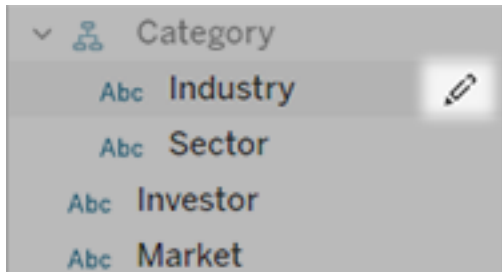 Category
Abc Industry
Abc Sector
Abc Investor
Abc Market